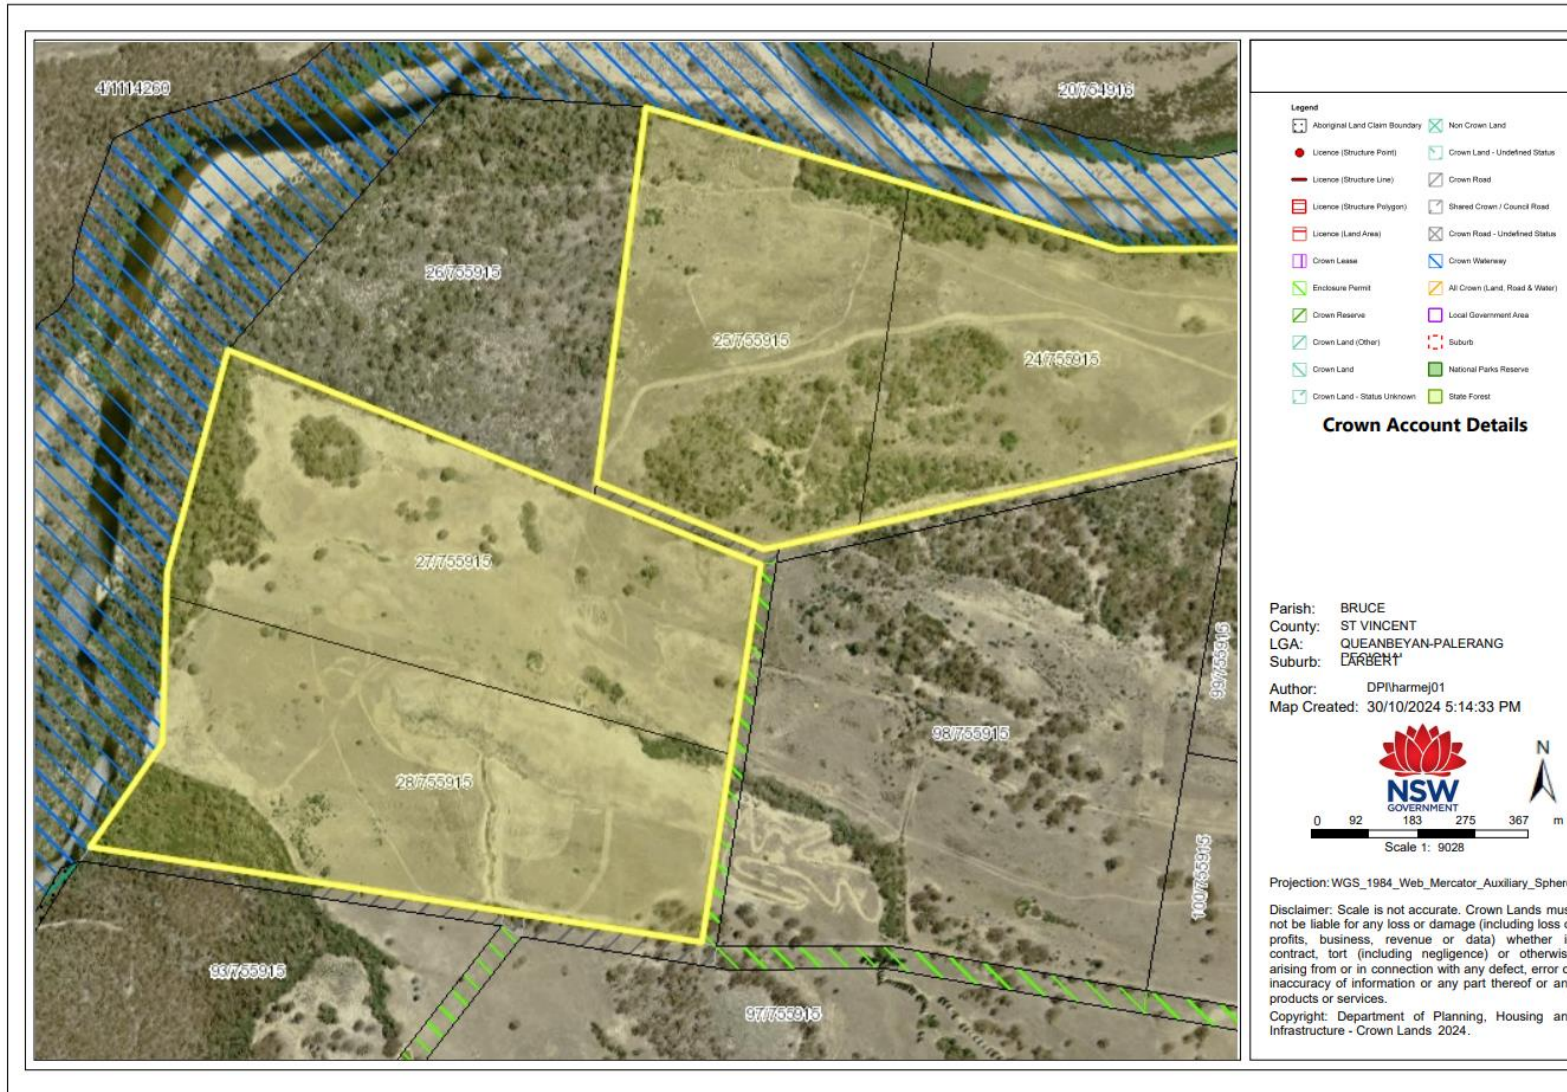 4/1114260
20/754916
26/755915
25/755915
24/755915
27/755915
28/755915
98/755915
99/755915
100/755915
93/755915
97/755915
Legend
Aboriginal Land Claim Boundary
Licence (Structure Point)
Licence (Structure Line)
Licence (Structure Polygon)
Licence (Land Area)
Crown Lease
Enclosure Permit
Crown Reserve
Crown Land (Other)
Crown Land
Crown Land - Status Unknown
Non Crown Land
Crown Land - Undefined Status
Crown Road
Shared Crown / Council Road
Crown Road - Undefined Status
Crown Waterway
All Crown (Land, Road & Water)
Local Government Area
Suburb
National Parks Reserve
State Forest
Crown Account Details
Parish: BRUCE
County: ST VINCENT
LGA: QUEANBEYAN-PALERANG
Suburb: LARBERT
Author: DPI\harmej01
Map Created: 30/10/2024 5:14:33 PM
NSW
GOVERNMENT
N
0 92 183 275 367 m
Scale 1: 9028
Projection: WGS_1984_Web_Mercator_Auxiliary_Sphere
Disclaimer: Scale is not accurate. Crown Lands mus
not be liable for any loss or damage (including loss o
profits, business, revenue or data) whether i
contract, tort (including negligence) or otherwis
arising from or in connection with any defect, error o
inaccuracy of information or any part thereof or an
products or services.
Copyright: Department of Planning, Housing an
Infrastructure - Crown Lands 2024.